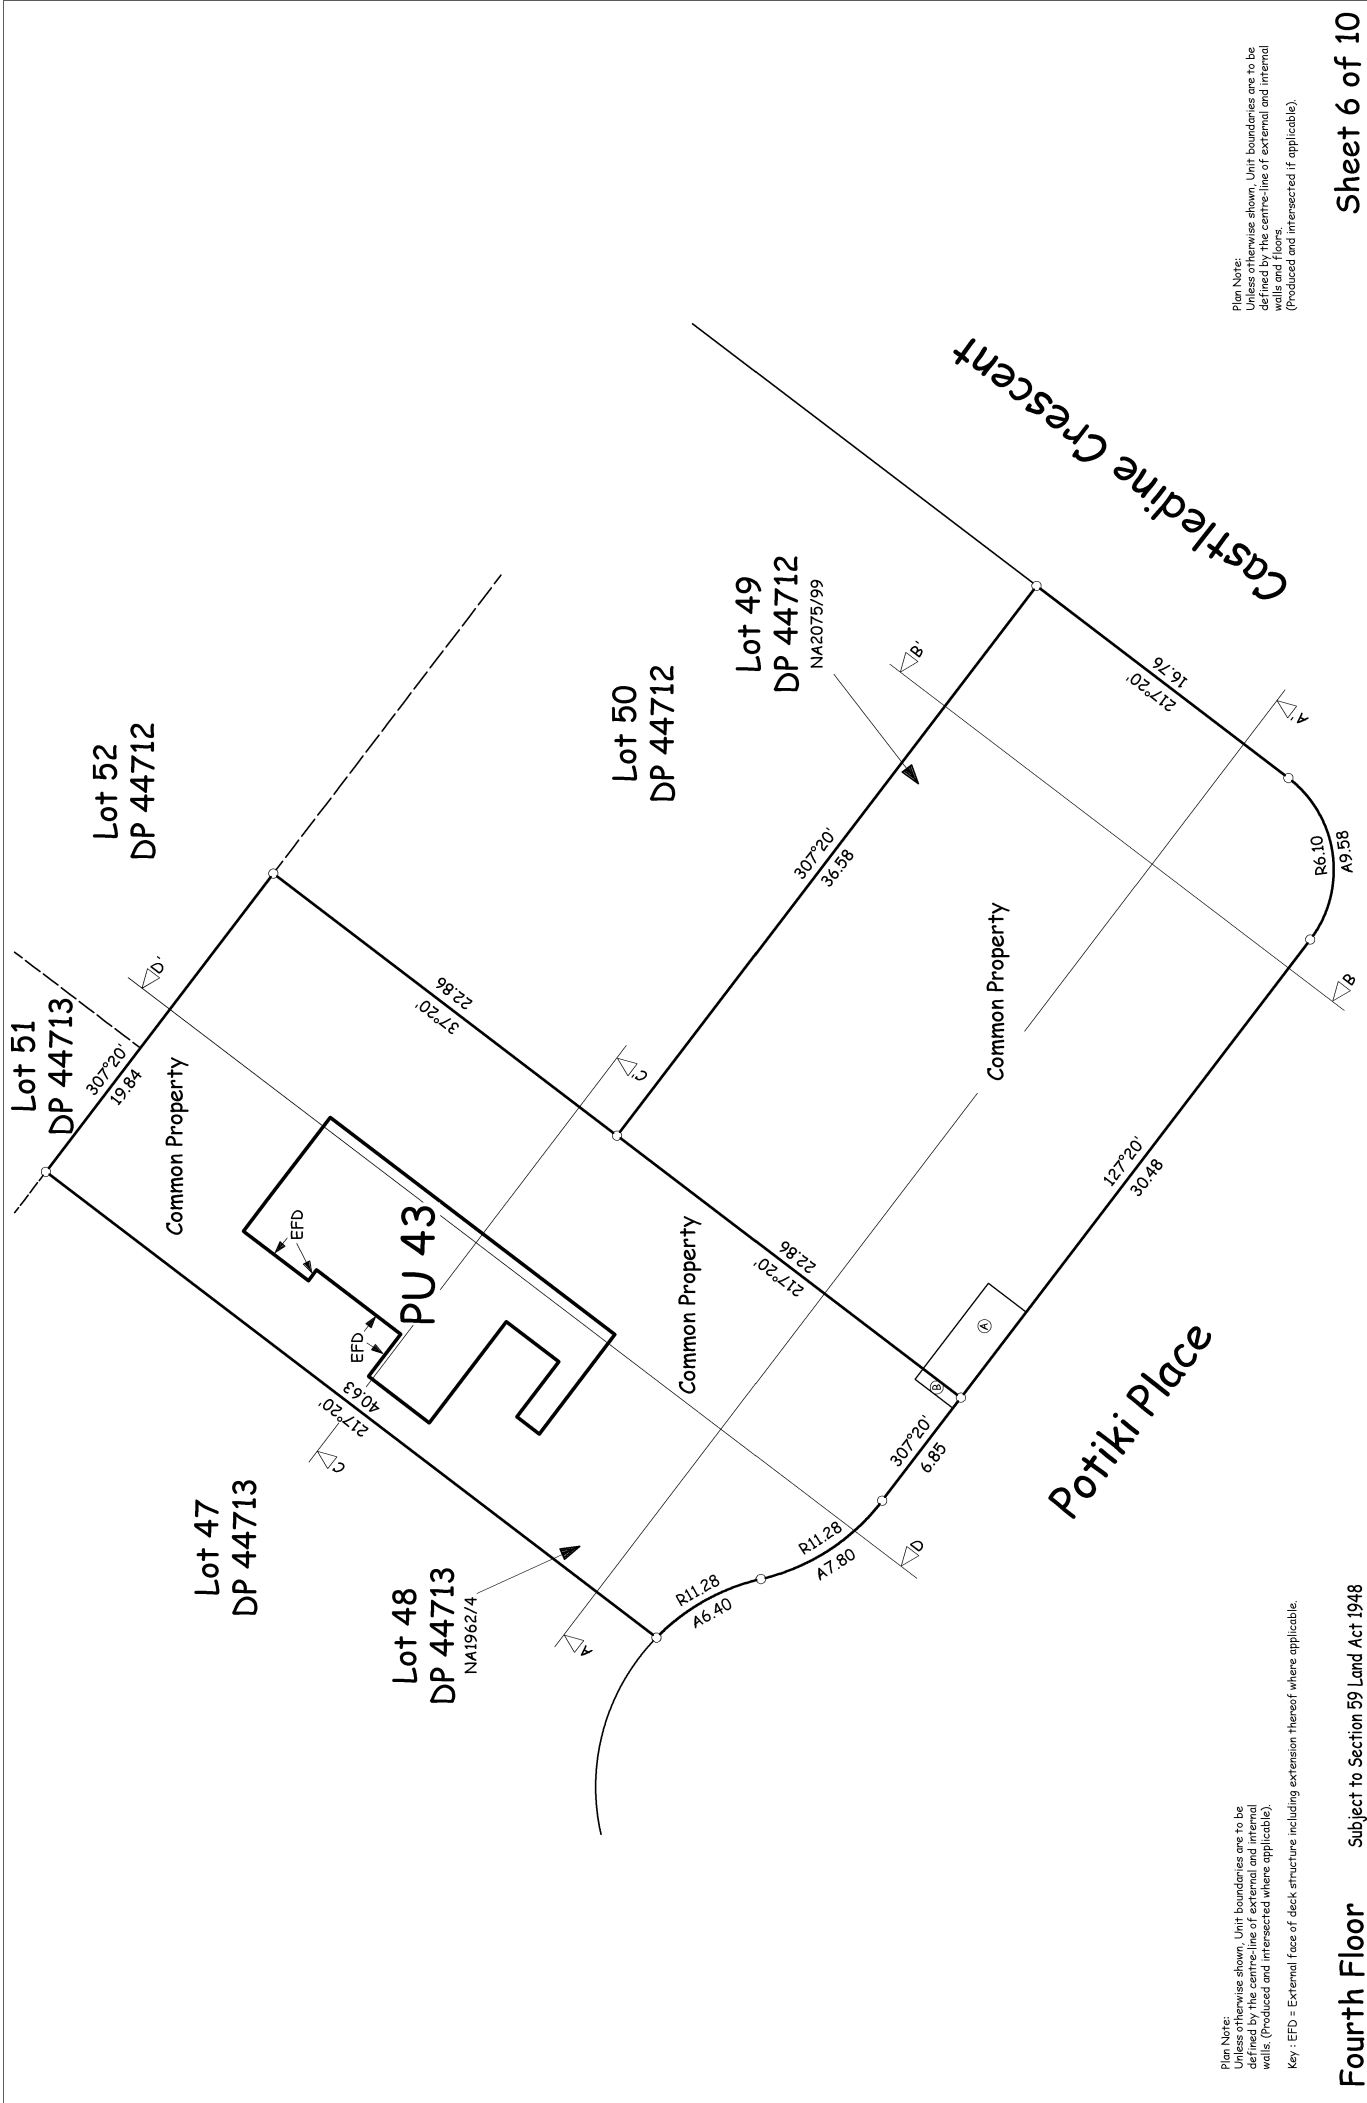 Lot 51
DP 44713
Lot 52
DP 44712
307°20'
19.84
D'
Common Property
22.86
37°20'
Lot 50
DP 44712
Lot 49
DP 44712
NA2075/99
B'
Castledine Crescent
16.76
217°20'
A'
307°20'
36.58
R6.10
A9.58
B
Common Property
C'
EFD
EFD
PU 43
40.63
217°20'
C
Lot 47
DP 44713
Common Property
22.86
217°20'
127°20'
30.48
A
B
307°20'
6.85
Potiki Place
D
R11.28
A7.80
R11.28
A6.40
A
Lot 48
DP 44713
NA1962/4
Plan Note:
Unless otherwise shown, Unit boundaries are to be
defined by the centre-line of external and internal
walls. (Produced and intersected where applicable).
Key : EFD = External face of deck structure including extension thereof where applicable.
Fourth Floor
Subject to Section 59 Land Act 1948
Plan Note:
Unless otherwise shown, Unit boundaries are to be
defined by the centre-line of external and internal
walls and floors.
(Produced and intersected if applicable).
Sheet 6 of 10